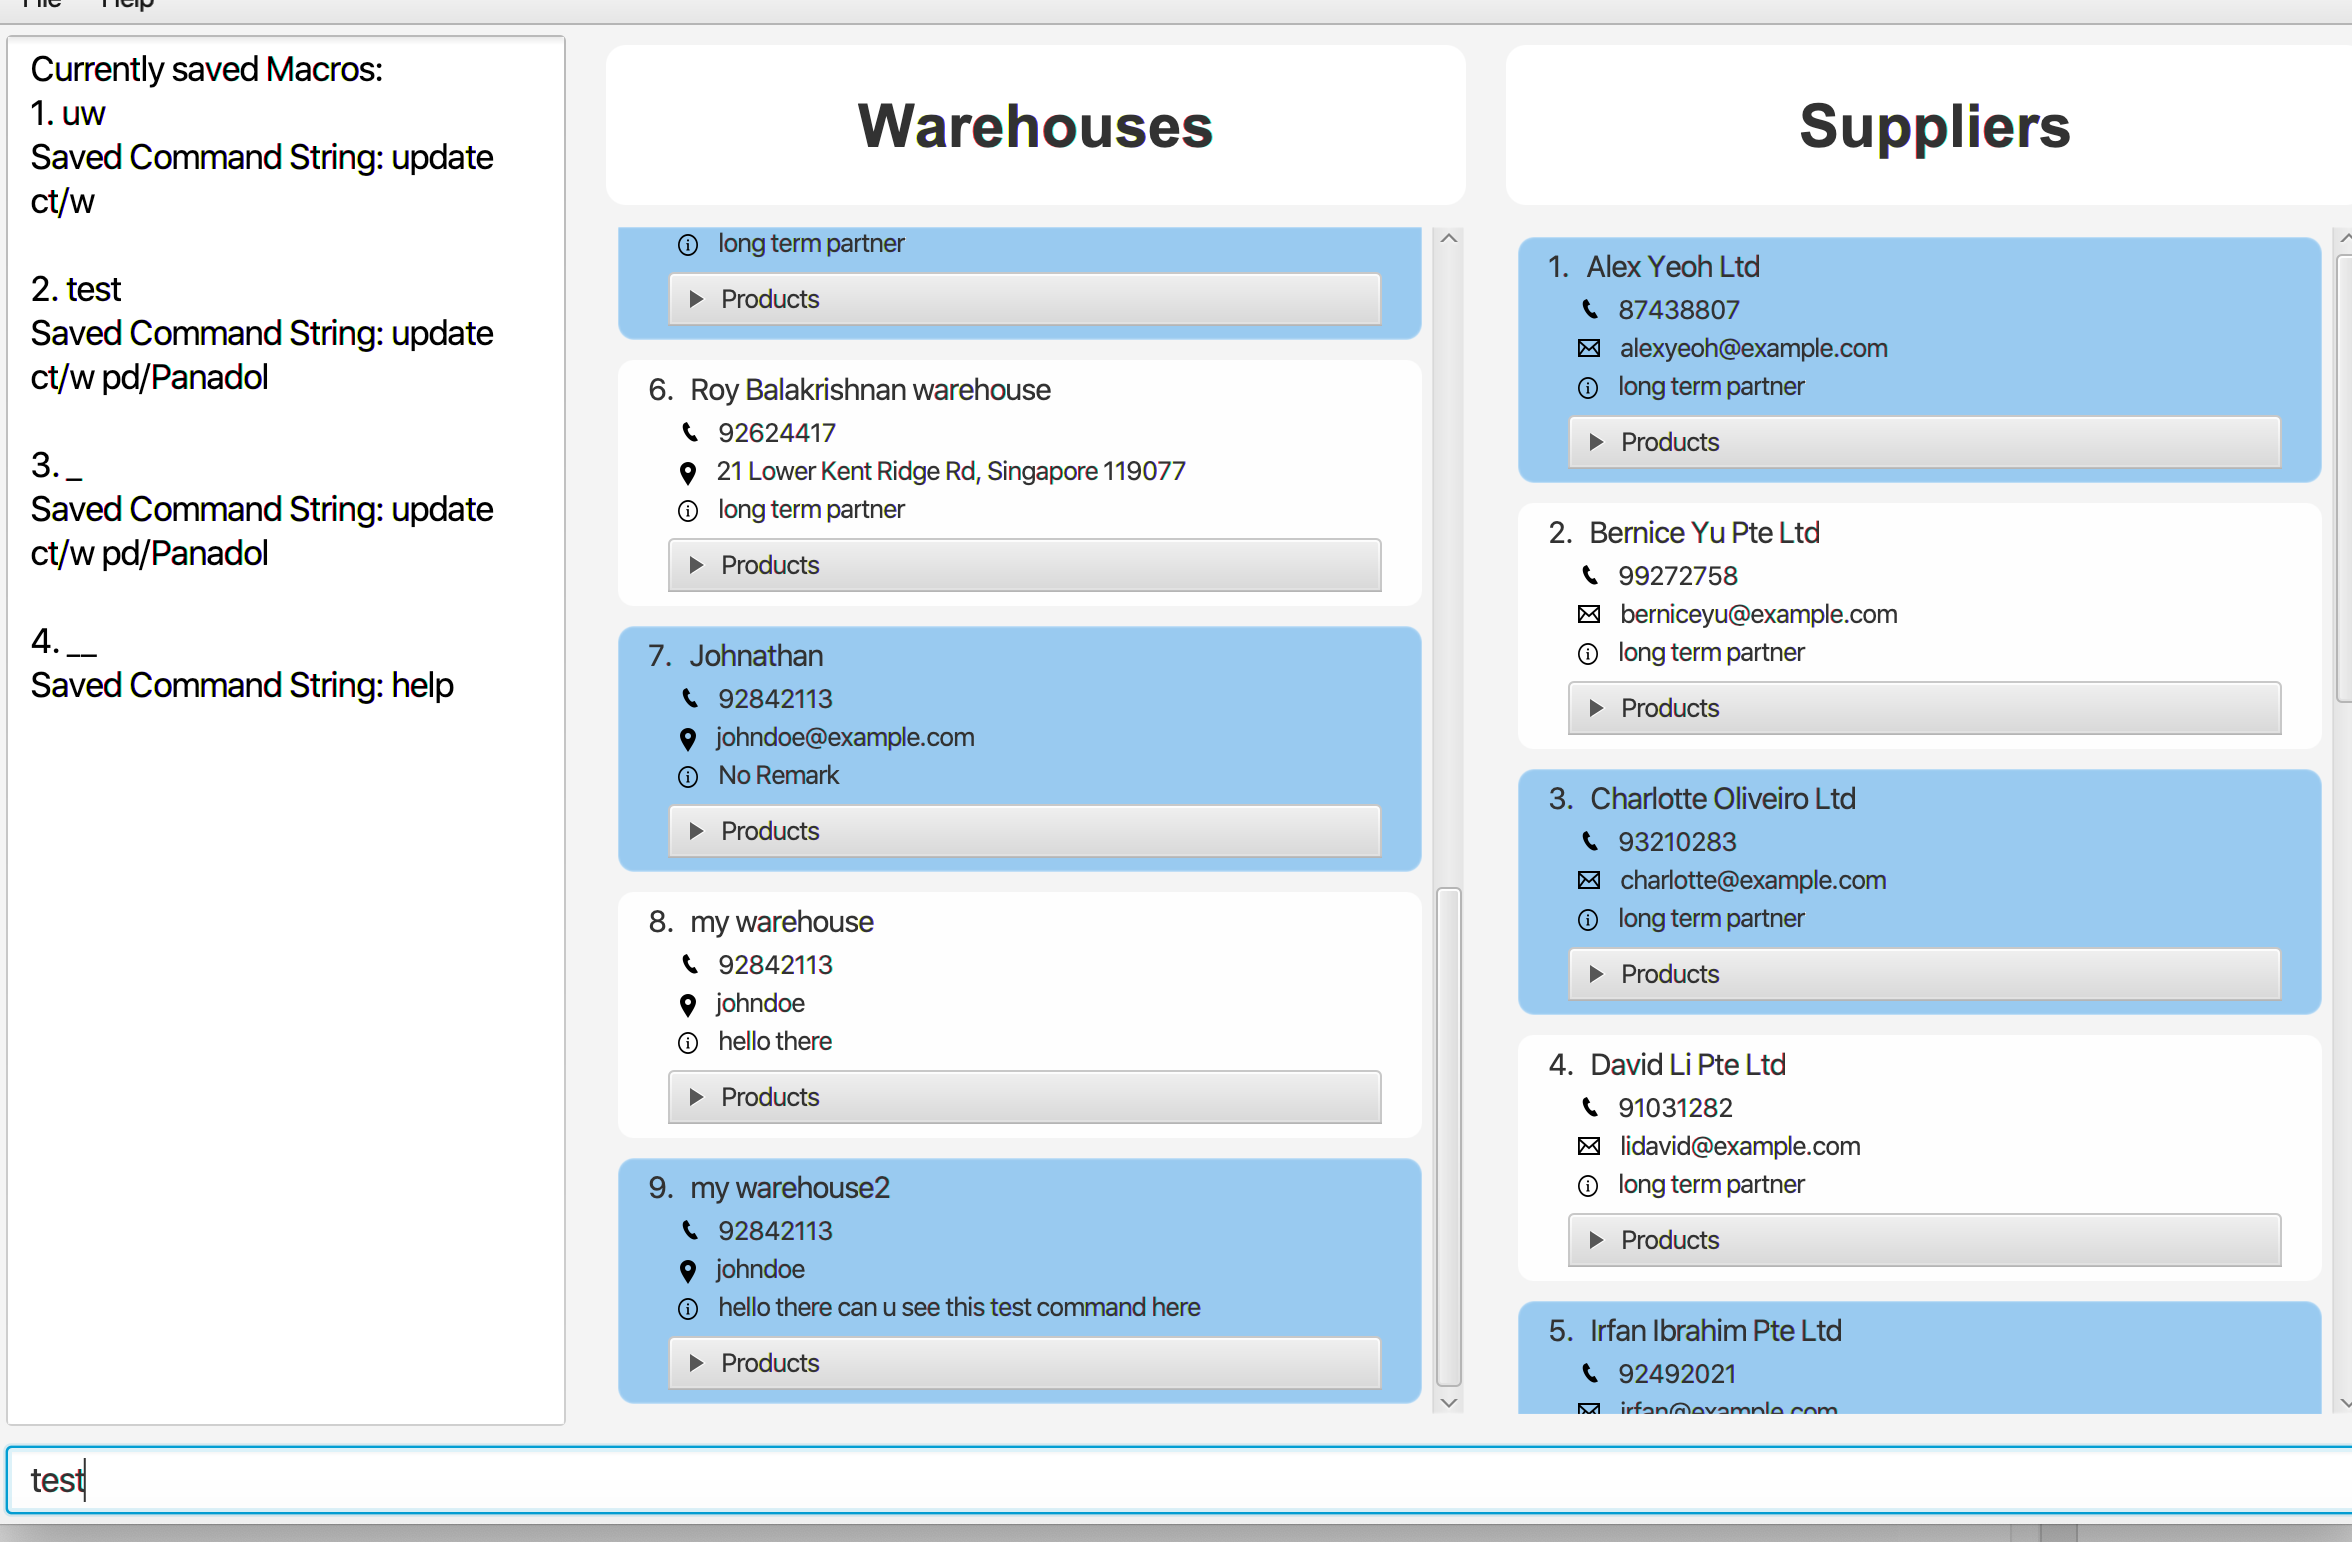 File Help
Currently saved Macros:
1. uw
Saved Command String: update
ct/w
2. test
Saved Command String: update
ct/w pd/Panadol
3. _
Saved Command String: update
ct/w pd/Panadol
4. __
Saved Command String: help
Warehouses
long term partner
Products
6. Roy Balakrishnan warehouse
92624417
21 Lower Kent Ridge Rd, Singapore 119077
long term partner
Products
7. Johnathan
92842113
johndoe@example.com
No Remark
Products
8. my warehouse
92842113
johndoe
hello there
Products
9. my warehouse2
92842113
johndoe
hello there can u see this test command here
Products
Suppliers
1. Alex Yeoh Ltd
87438807
alexyeoh@example.com
long term partner
Products
2. Bernice Yu Pte Ltd
99272758
berniceyu@example.com
long term partner
Products
3. Charlotte Oliveiro Ltd
93210283
charlotte@example.com
long term partner
Products
4. David Li Pte Ltd
91031282
lidavid@example.com
long term partner
Products
5. Irfan Ibrahim Pte Ltd
92492021
irfan@example.com
test